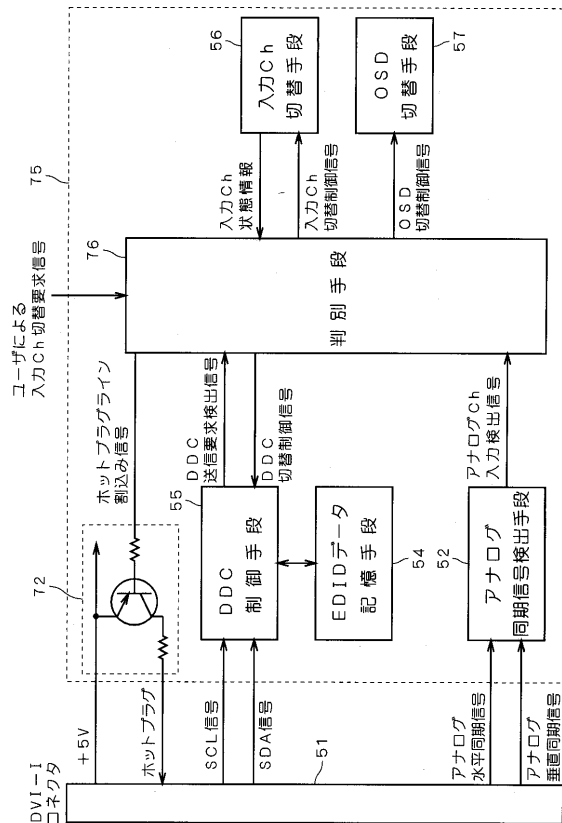 DVI-I
コネクタ
51
+5V
ホットプラグ
SCL信号
SDA信号
アナログ
水平同期信号
アナログ
垂直同期信号
72
ホットプラグライン
割込み信号
55
DDC
制御手段
EDIDデータ
記憶手段
54
52
アナログ
同期信号検出手段
DDC
送信要求検出信号
DDC
切替制御信号
アナログCh
入力検出信号
ユーザによる
入力Ch切替要求信号
76
判別手段
75
入力Ch
状態情報
入力Ch
切替制御信号
OSD
切替制御信号
56
入力Ch
切替手段
57
OSD
切替手段